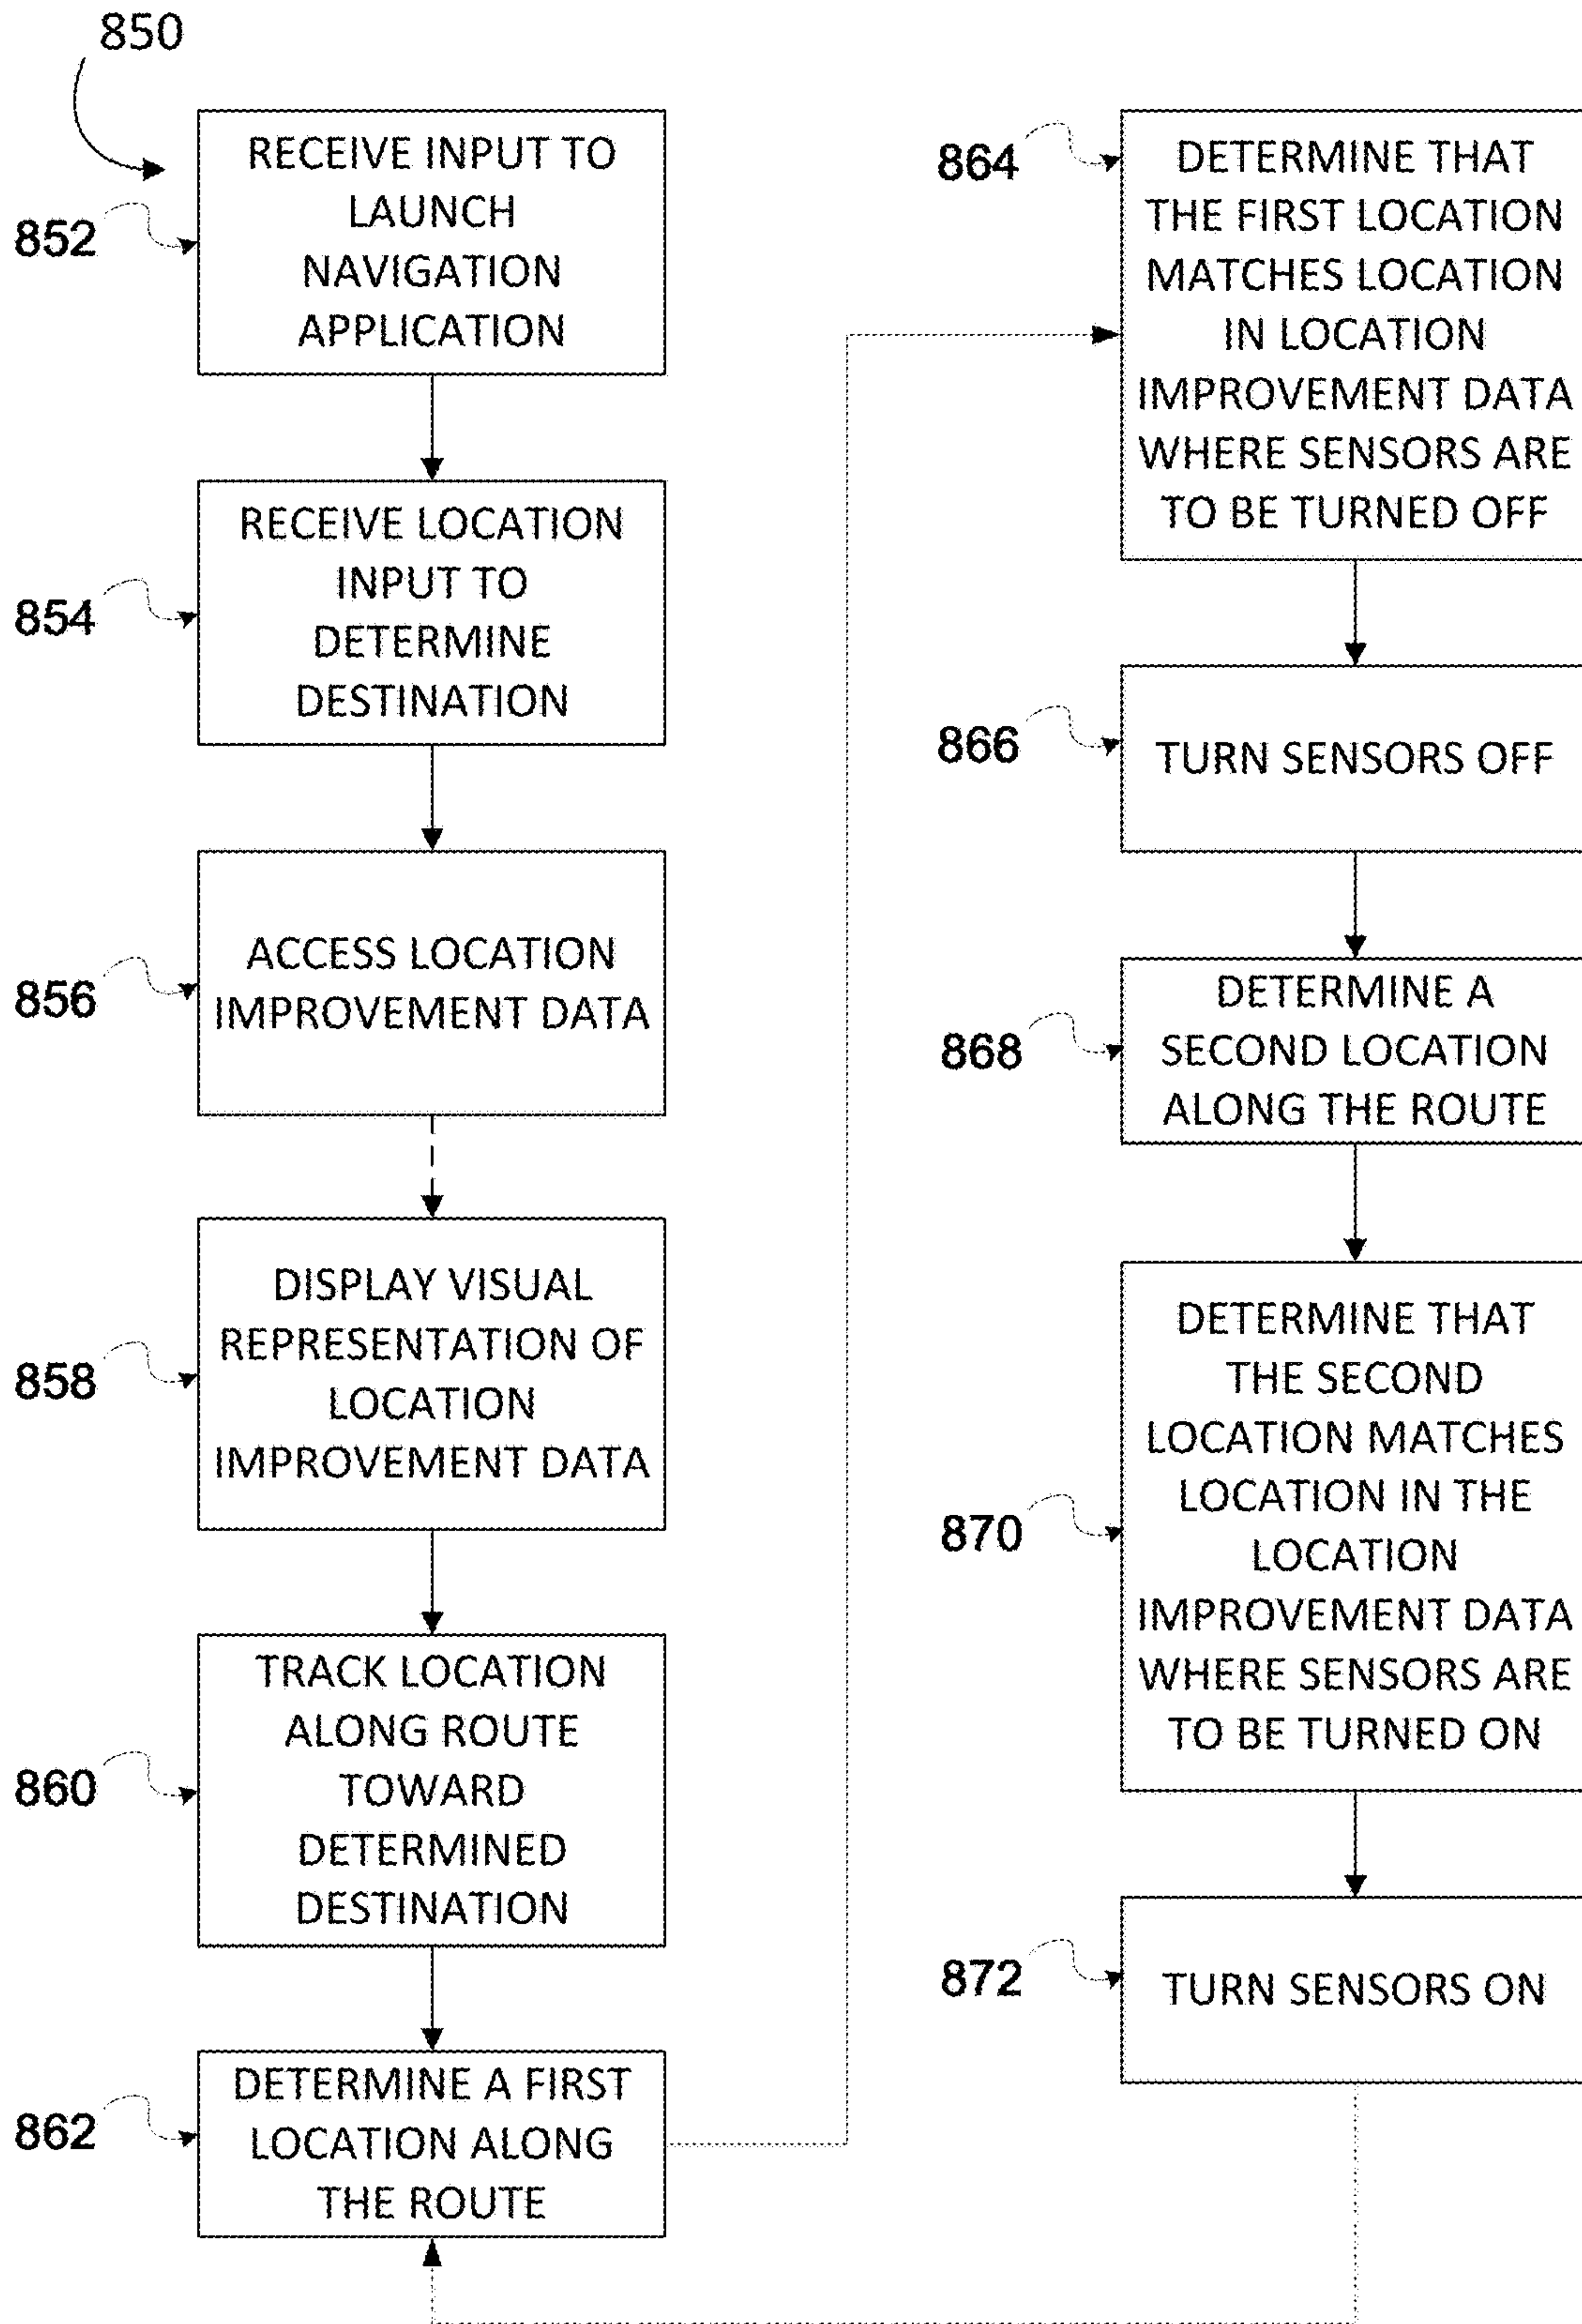 850
852
RECEIVE INPUT TO
LAUNCH
NAVIGATION
APPLICATION
854
RECEIVE LOCATION
INPUT TO
DETERMINE
DESTINATION
856
ACCESS LOCATION
IMPROVEMENT DATA
858
DISPLAY VISUAL
REPRESENTATION OF
LOCATION
IMPROVEMENT DATA
860
TRACK LOCATION
ALONG ROUTE
TOWARD
DETERMINED
DESTINATION
862
DETERMINE A FIRST
LOCATION ALONG
THE ROUTE
864
DETERMINE THAT
THE FIRST LOCATION
MATCHES LOCATION
IN LOCATION
IMPROVEMENT DATA
WHERE SENSORS ARE
TO BE TURNED OFF
866
TURN SENSORS OFF
868
DETERMINE A
SECOND LOCATION
ALONG THE ROUTE
870
DETERMINE THAT
THE SECOND
LOCATION MATCHES
LOCATION IN THE
LOCATION
IMPROVEMENT DATA
WHERE SENSORS ARE
TO BE TURNED ON
872
TURN SENSORS ON